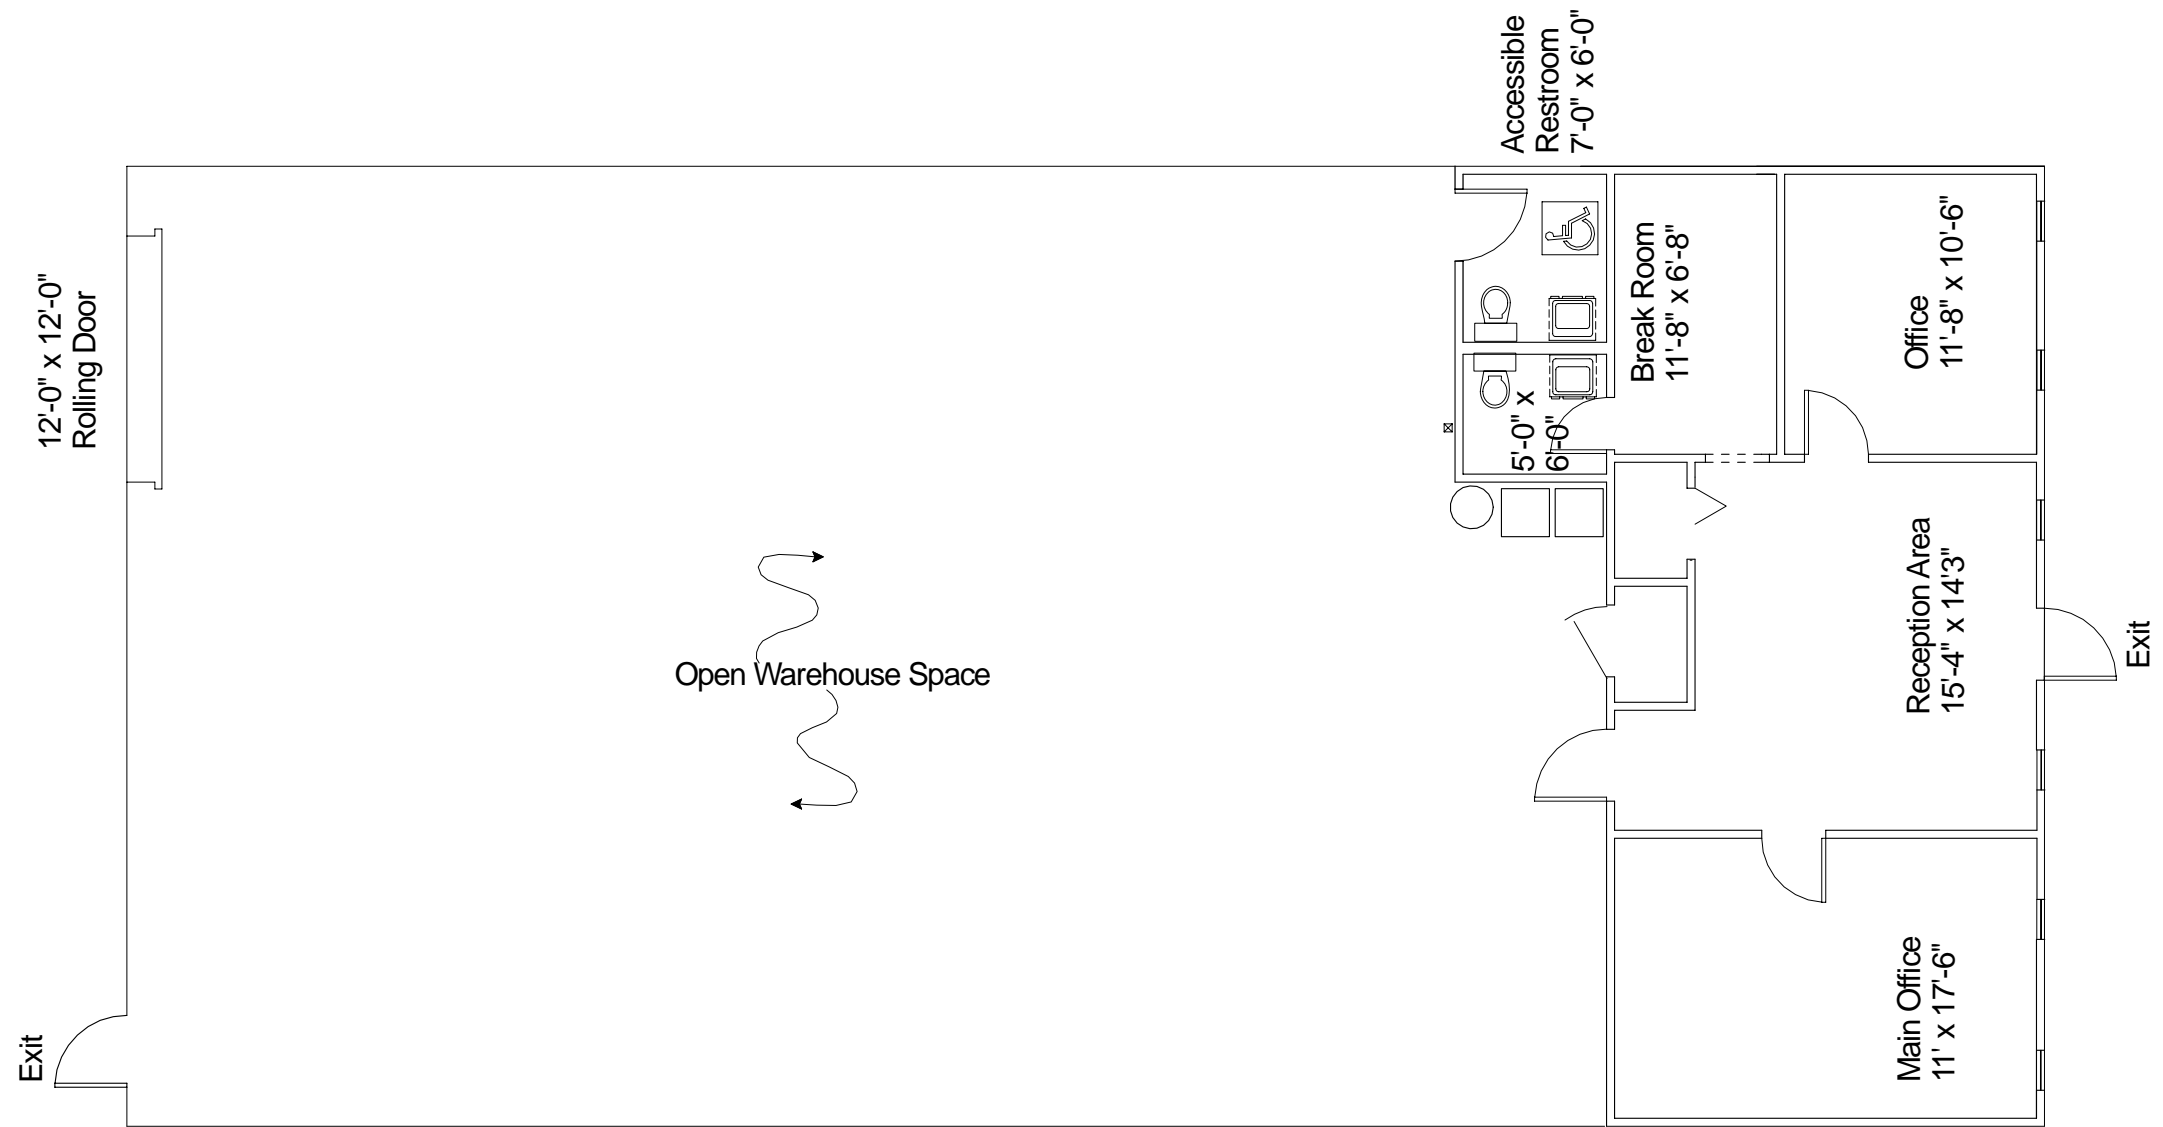 12'-0" x 12'-0"
Rolling Door
Exit
Open Warehouse Space
Accessible
Restroom
7'-0" x 6'-0"
5'-0" x
6'-0"
Break Room
11'-8" x 6'-8"
Office
11'-8" x 10'-6"
Reception Area
15'-4" x 14'3"
Exit
Main Office
11' x 17'-6"